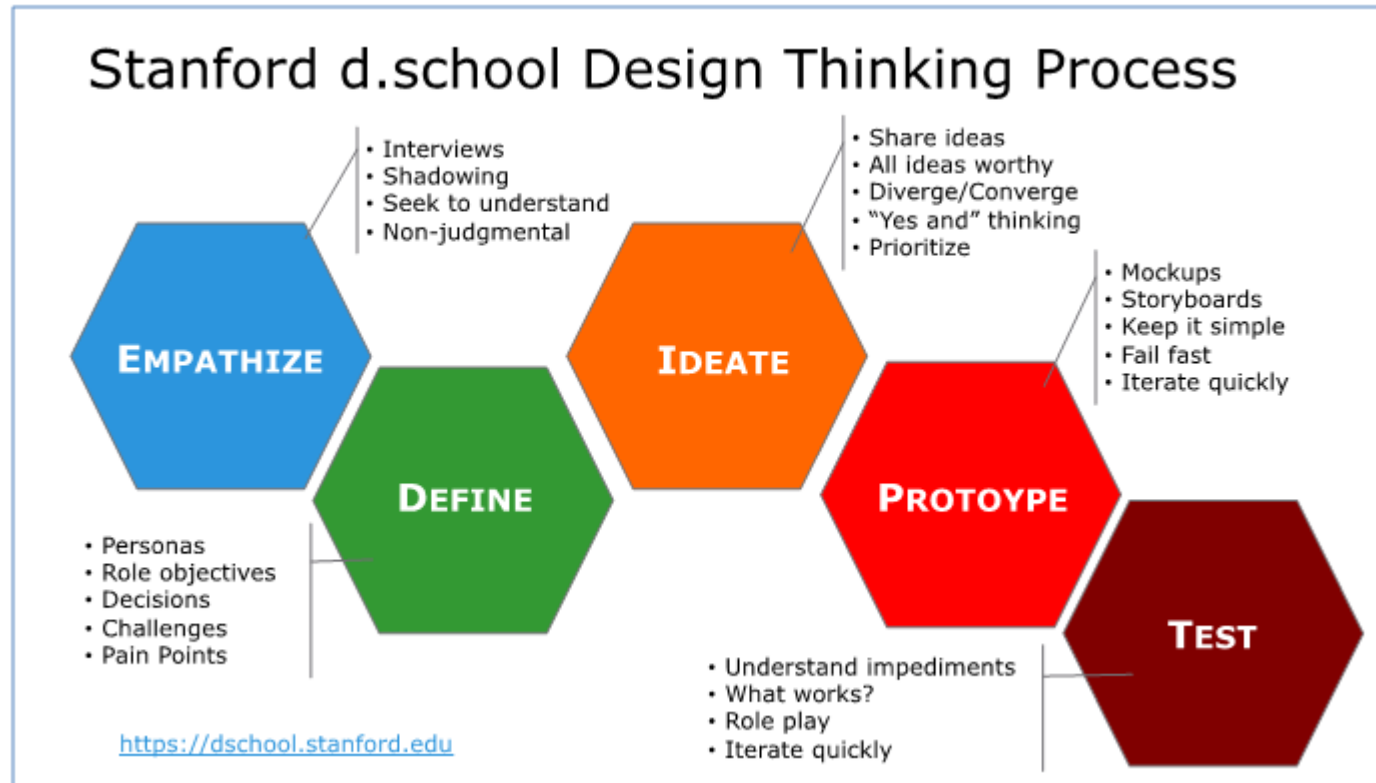 Stanford d.school Design Thinking Process
• Interviews
• Shadowing
• Seek to understand
• Non-judgmental
• Share ideas
• All ideas worthy
• Diverge/Converge
• “Yes and” thinking
• Prioritize
• Mockups
• Storyboards
• Keep it simple
• Fail fast
• Iterate quickly
EMPATHIZE
DEFINE
IDEATE
PROTOYPE
TEST
• Personas
• Role objectives
• Decisions
• Challenges
• Pain Points
• Understand impediments
• What works?
• Role play
• Iterate quickly
https://dschool.stanford.edu